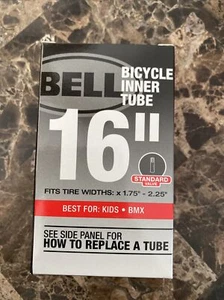 BELL
BICYCLE
INNER
TUBE
16"
STANDARD
VALVE
FITS TIRE WIDTHS: x 1.75" - 2.25"
BEST FOR: KIDS • BMX
SEE SIDE PANEL FOR
HOW TO REPLACE A TUBE